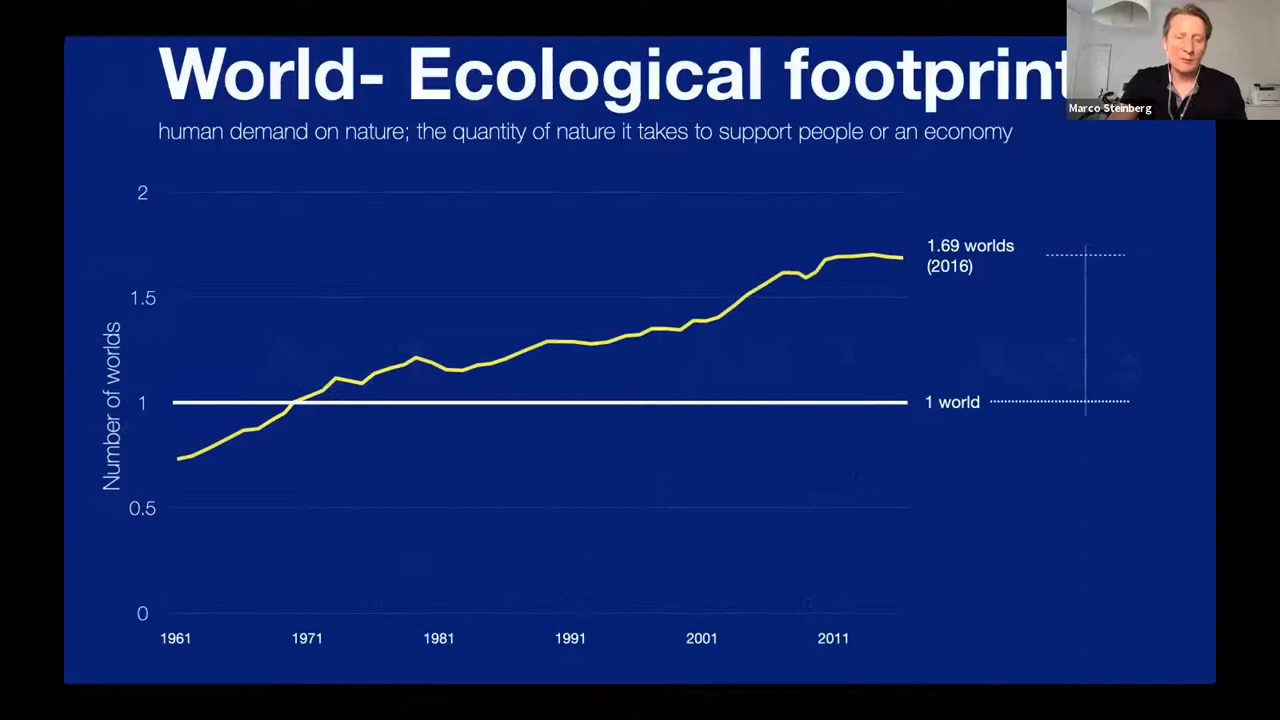 World- Ecological footprint
human demand on nature; the quantity of nature it takes to support people or an economy
Marco Steinberg
2
1.5
1
0.5
0
Number of worlds
1.69 worlds
(2016)
1 world
1961
1971
1981
1991
2001
2011